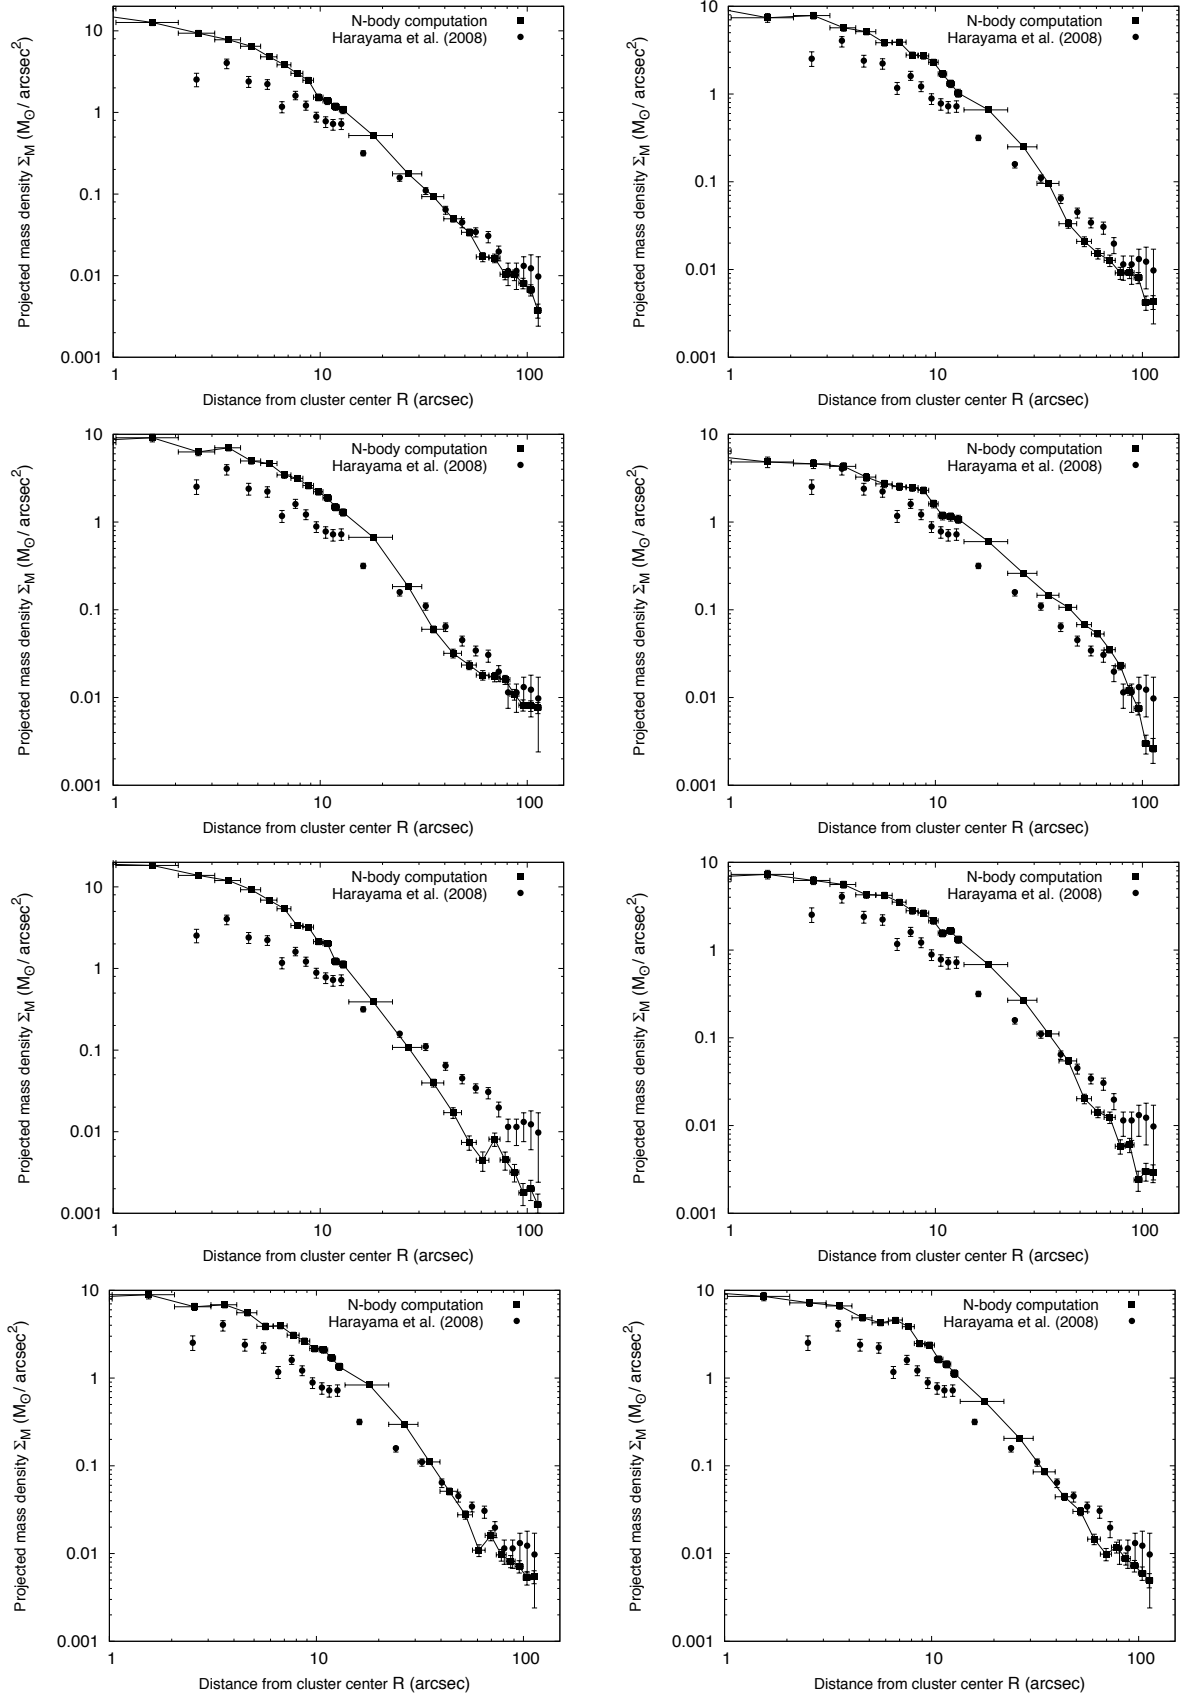 N-body computation
Harayama et al. (2008)
Projected mass density Σ_M (M_⊙/ arcsec²)
10
1
0.1
0.01
0.001
1
10
100
Distance from cluster center R (arcsec)
N-body computation
Harayama et al. (2008)
Projected mass density Σ_M (M_⊙/ arcsec²)
10
1
0.1
0.01
0.001
1
10
100
Distance from cluster center R (arcsec)
N-body computation
Harayama et al. (2008)
Projected mass density Σ_M (M_⊙/ arcsec²)
10
1
0.1
0.01
0.001
1
10
100
Distance from cluster center R (arcsec)
N-body computation
Harayama et al. (2008)
Projected mass density Σ_M (M_⊙/ arcsec²)
10
1
0.1
0.01
0.001
1
10
100
Distance from cluster center R (arcsec)
N-body computation
Harayama et al. (2008)
Projected mass density Σ_M (M_⊙/ arcsec²)
10
1
0.1
0.01
0.001
1
10
100
Distance from cluster center R (arcsec)
N-body computation
Harayama et al. (2008)
Projected mass density Σ_M (M_⊙/ arcsec²)
10
1
0.1
0.01
0.001
1
10
100
Distance from cluster center R (arcsec)
N-body computation
Harayama et al. (2008)
Projected mass density Σ_M (M_⊙/ arcsec²)
10
1
0.1
0.01
0.001
1
10
100
Distance from cluster center R (arcsec)
N-body computation
Harayama et al. (2008)
Projected mass density Σ_M (M_⊙/ arcsec²)
10
1
0.1
0.01
0.001
1
10
100
Distance from cluster center R (arcsec)